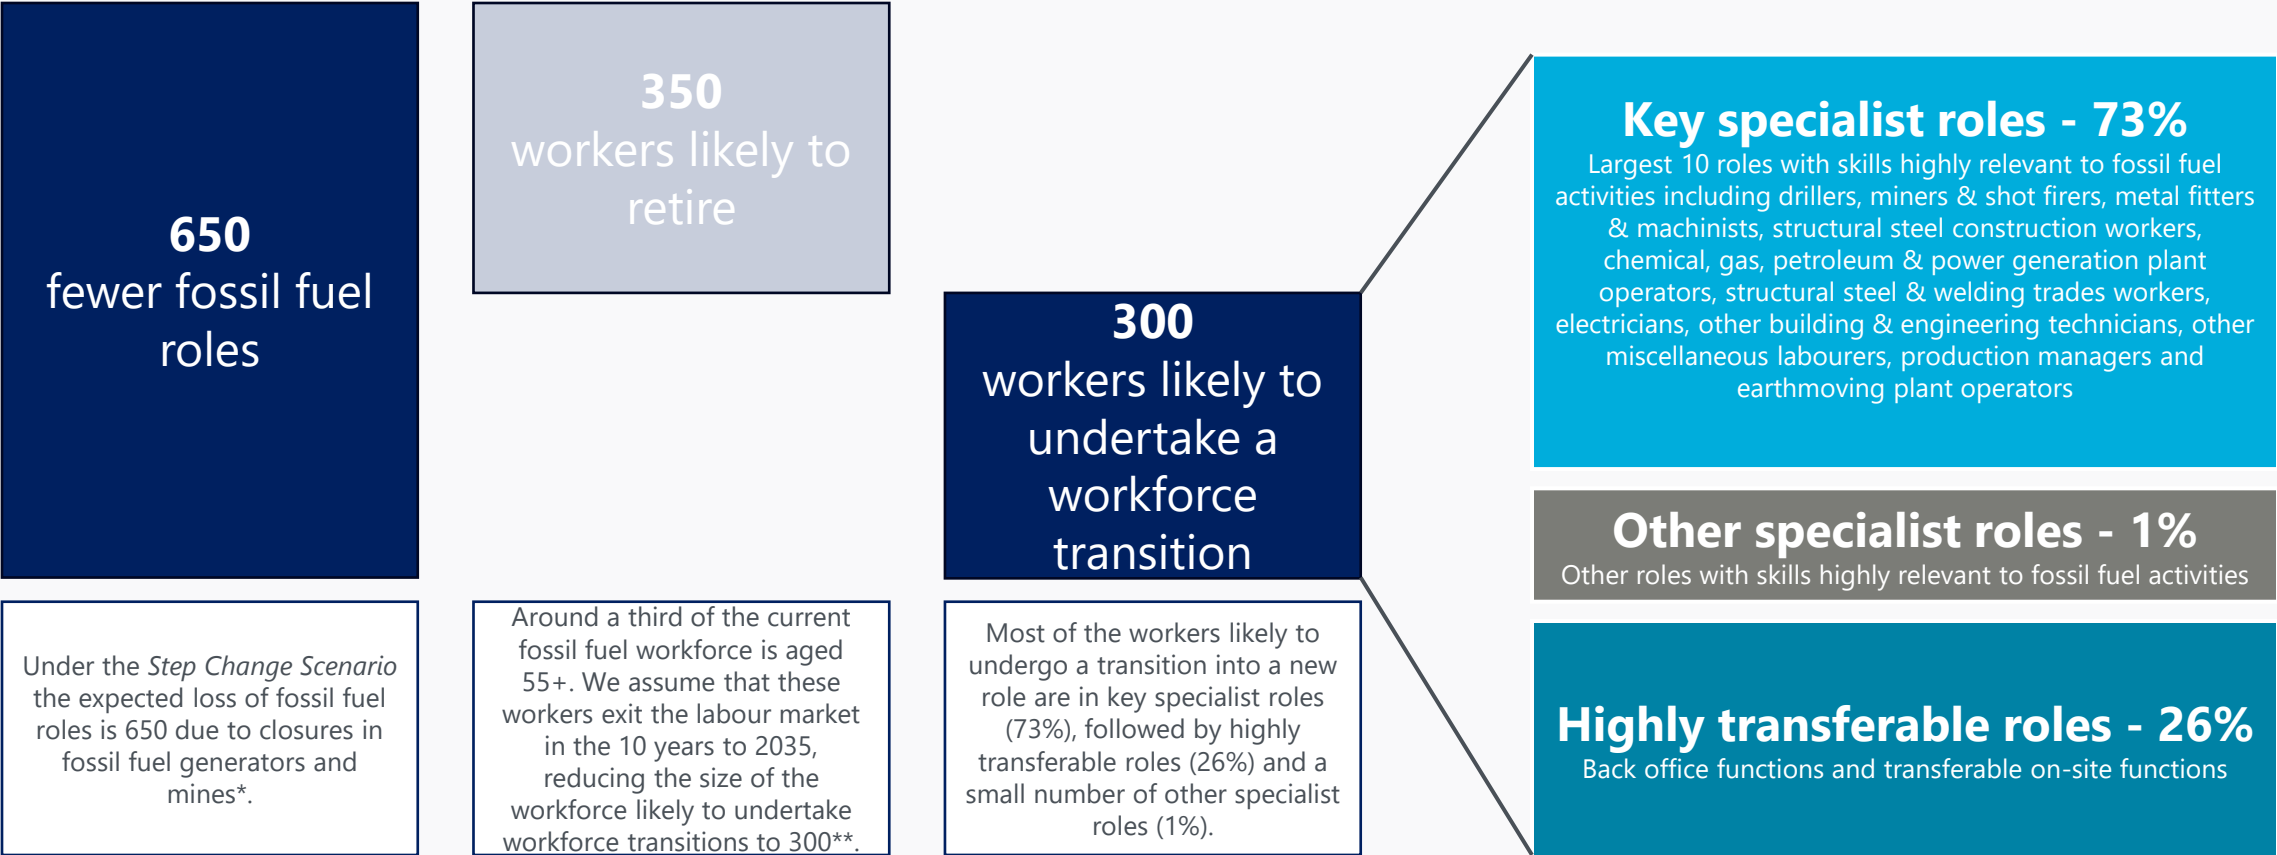 650
fewer fossil fuel
roles
Under the Step Change Scenario
the expected loss of fossil fuel
roles is 650 due to closures in
fossil fuel generators and
mines*.
350
workers likely to
retire
Around a third of the current
fossil fuel workforce is aged
55+. We assume that these
workers exit the labour market
in the 10 years to 2035,
reducing the size of the
workforce likely to undertake
workforce transitions to 300**.
300
workers likely to
undertake a
workforce
transition
Most of the workers likely to
undergo a transition into a new
role are in key specialist roles
(73%), followed by highly
transferable roles (26%) and a
small number of other specialist
roles (1%).
Key specialist roles - 73%
Largest 10 roles with skills highly relevant to fossil fuel
activities including drillers, miners & shot firers, metal fitters
& machinists, structural steel construction workers,
chemical, gas, petroleum & power generation plant
operators, structural steel & welding trades workers,
electricians, other building & engineering technicians, other
miscellaneous labourers, production managers and
earthmoving plant operators
Other specialist roles - 1%
Other roles with skills highly relevant to fossil fuel activities
Highly transferable roles - 26%
Back office functions and transferable on-site functions